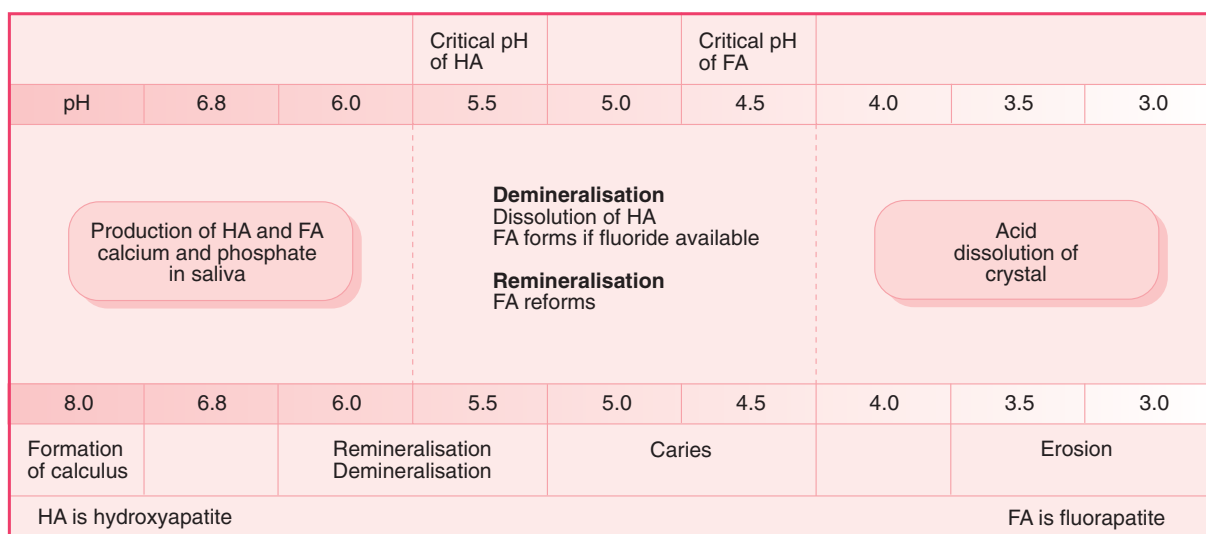 Critical pH
of HA
Critical pH
of FA
pH 6.8 6.0 5.5 5.0 4.5 4.0 3.5 3.0
Production of HA and FA
calcium and phosphate
in saliva
Demineralisation
Dissolution of HA
FA forms if fluoride available
Remineralisation
FA reforms
Acid
dissolution of
crystal
8.0 6.8 6.0 5.5 5.0 4.5 4.0 3.5 3.0
Formation
of calculus
Remineralisation
Demineralisation
Caries
Erosion
HA is hydroxyapatite
FA is fluorapatite